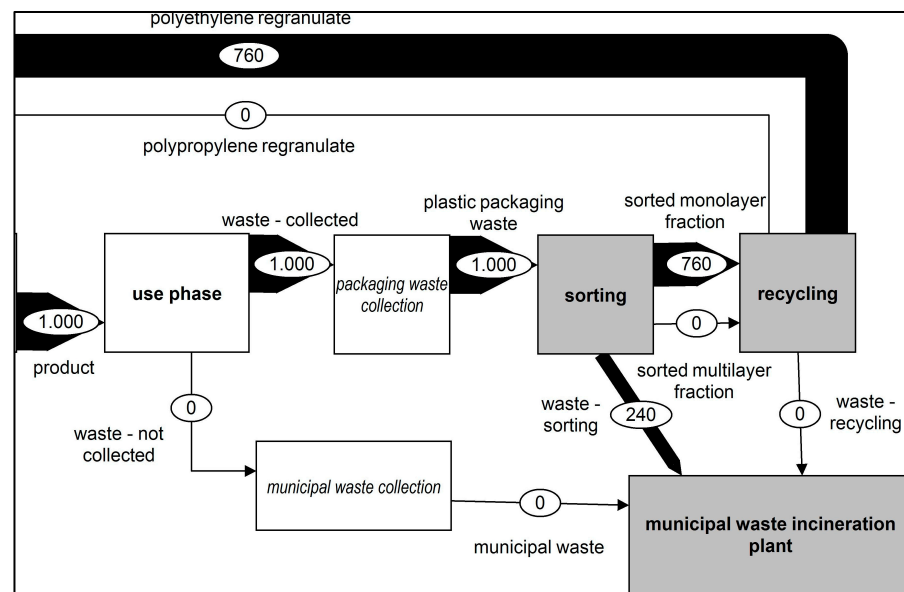 polyethylene regranulate
760
0
polypropylene regranulate
plastic packaging
waste
sorted monolayer
fraction
waste - collected
1.000
use phase
1.000
packaging waste
collection
1.000
sorting
760
recycling
0
product
sorted multilayer
fraction
0
waste - not
collected
waste -
sorting
240
0
waste -
recycling
municipal waste collection
0
municipal waste
municipal waste incineration
plant